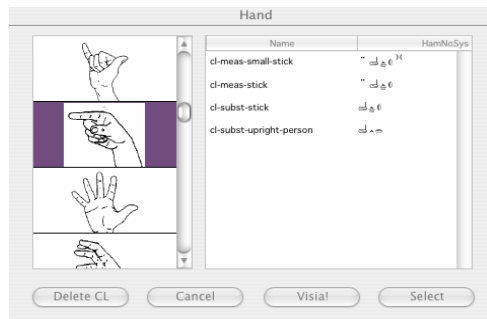 Hand
Name HamNoSys
cl-meas-small-stick
cl-meas-stick
cl-subst-stick
cl-subst-upright-person
Delete CL Cancel Visia! Select